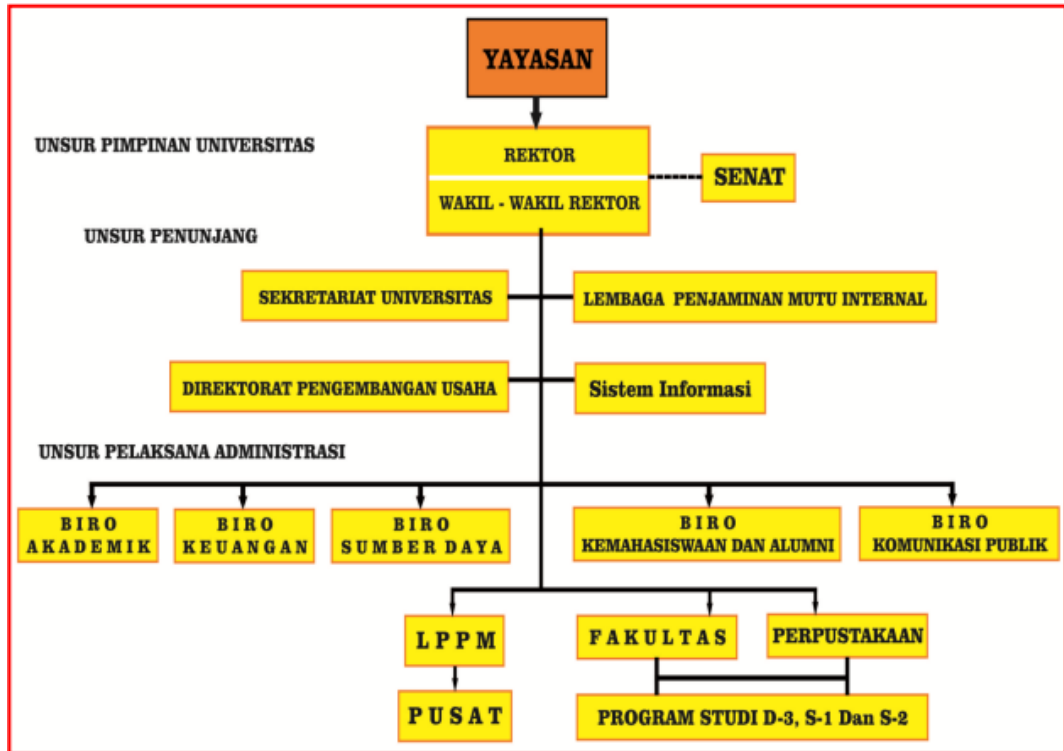 YAYASAN
UNSUR PIMPINAN UNIVERSITAS
REKTOR
SENAT
WAKIL - WAKIL REKTOR
UNSUR PENUNJANG
SEKRETARIAT UNIVERSITAS
LEMBAGA PENJAMINAN MUTU INTERNAL
DIREKTORAT PENGEMBANGAN USAHA
Sistem Informasi
UNSUR PELAKSANA ADMINISTRASI
BIRO
AKADEMIK
BIRO
KEUANGAN
BIRO
SUMBER DAYA
BIRO
KEMAHASISWAAN DAN ALUMNI
BIRO
KOMUNIKASI PUBLIK
LPPM
FAKULTAS
PERPUSTAKAAN
PUSAT
PROGRAM STUDI D-3, S-1 Dan S-2